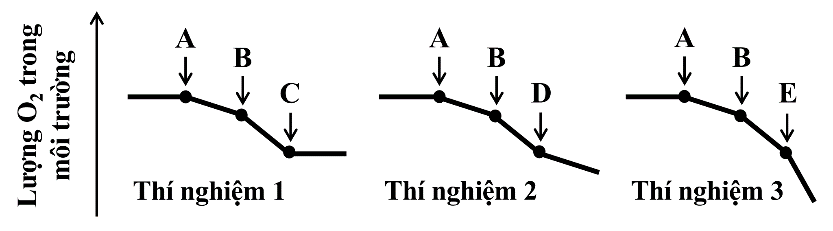 Lượng O₂ trong
môi trường
A
B
C
Thí nghiệm 1
A
B
D
Thí nghiệm 2
A
B
E
Thí nghiệm 3